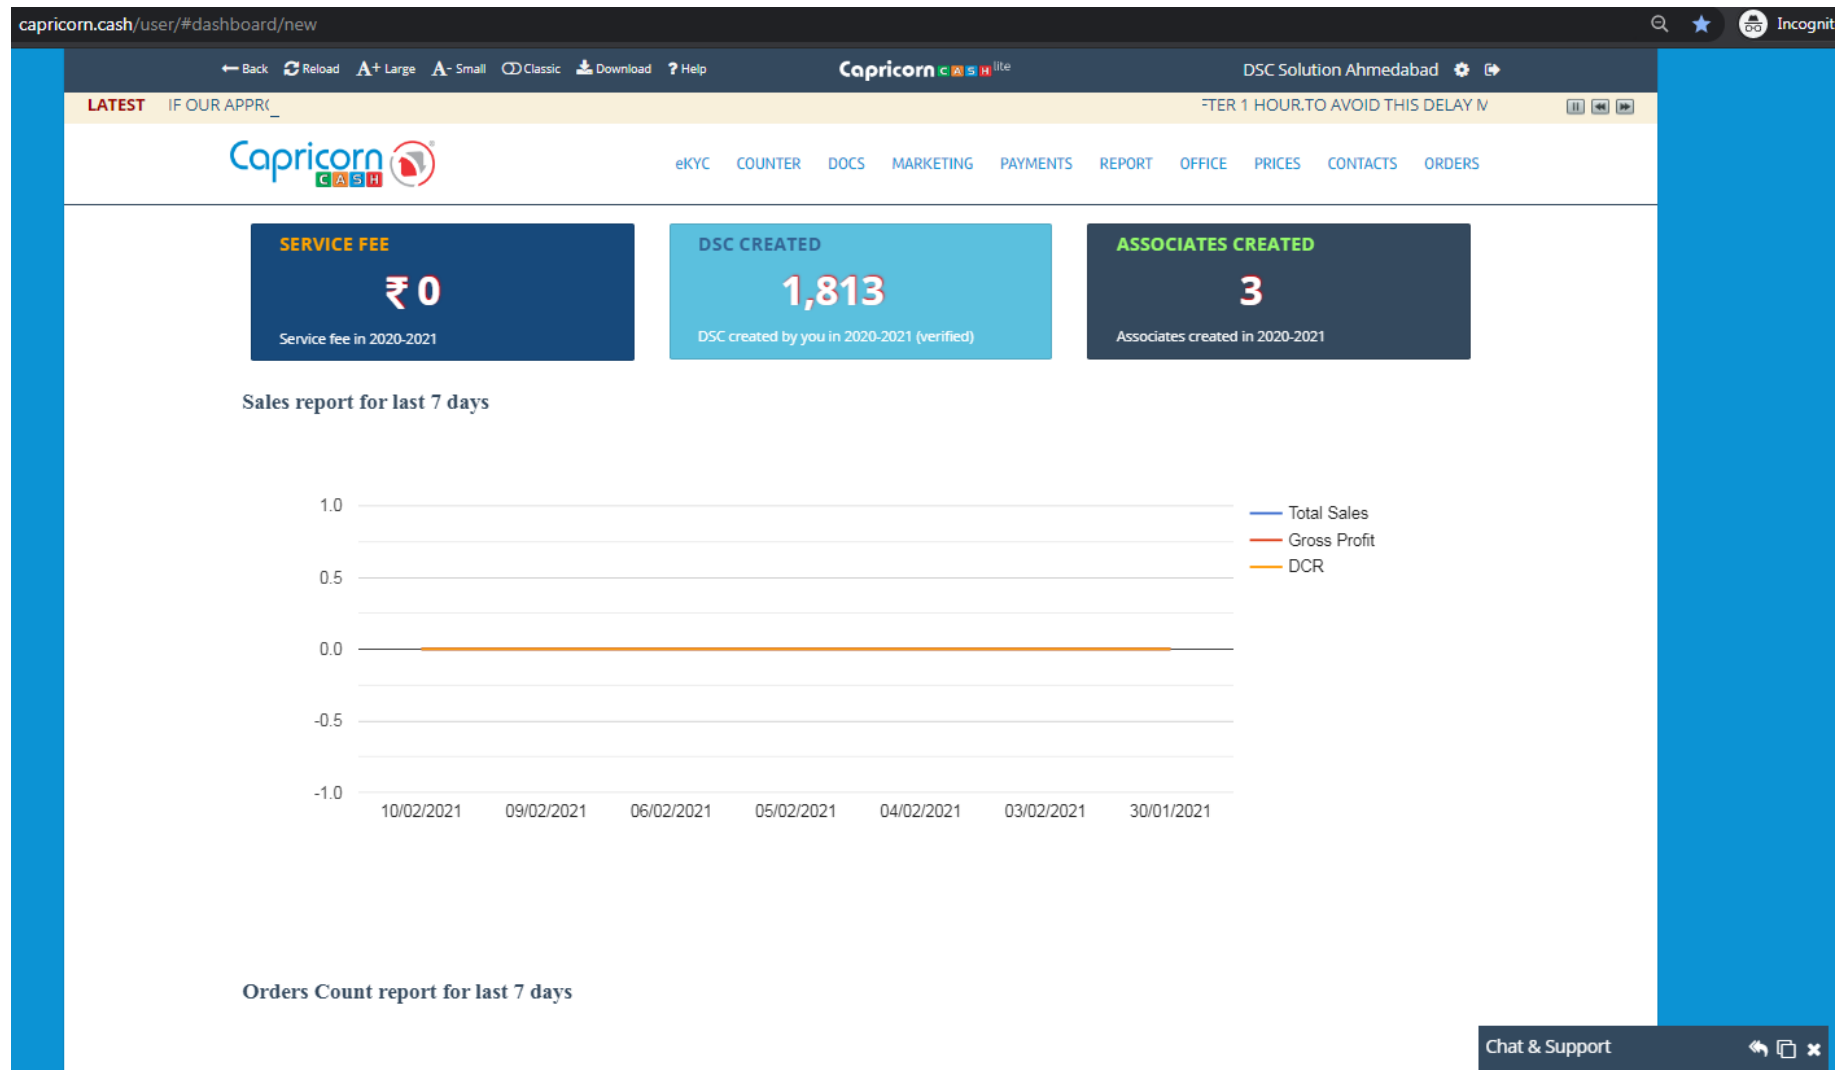 capricorn.cash/user/#dashboard/new
Incognit
Back Reload A+ Large A- Small Classic Download ? Help
Capricorn CASH lite
DSC Solution Ahmedabad
LATEST IF OUR APPR
TER 1 HOUR.TO AVOID THIS DELAY M
Capricorn
CASH
eKYC COUNTER DOCS MARKETING PAYMENTS REPORT OFFICE PRICES CONTACTS ORDERS
SERVICE FEE
₹ 0
Service fee in 2020-2021
DSC CREATED
1,813
DSC created by you in 2020-2021 (verified)
ASSOCIATES CREATED
3
Associates created in 2020-2021
Sales report for last 7 days
1.0
0.5
0.0
-0.5
-1.0
10/02/2021 09/02/2021 06/02/2021 05/02/2021 04/02/2021 03/02/2021 30/01/2021
Total Sales
Gross Profit
DCR
Orders Count report for last 7 days
Chat & Support